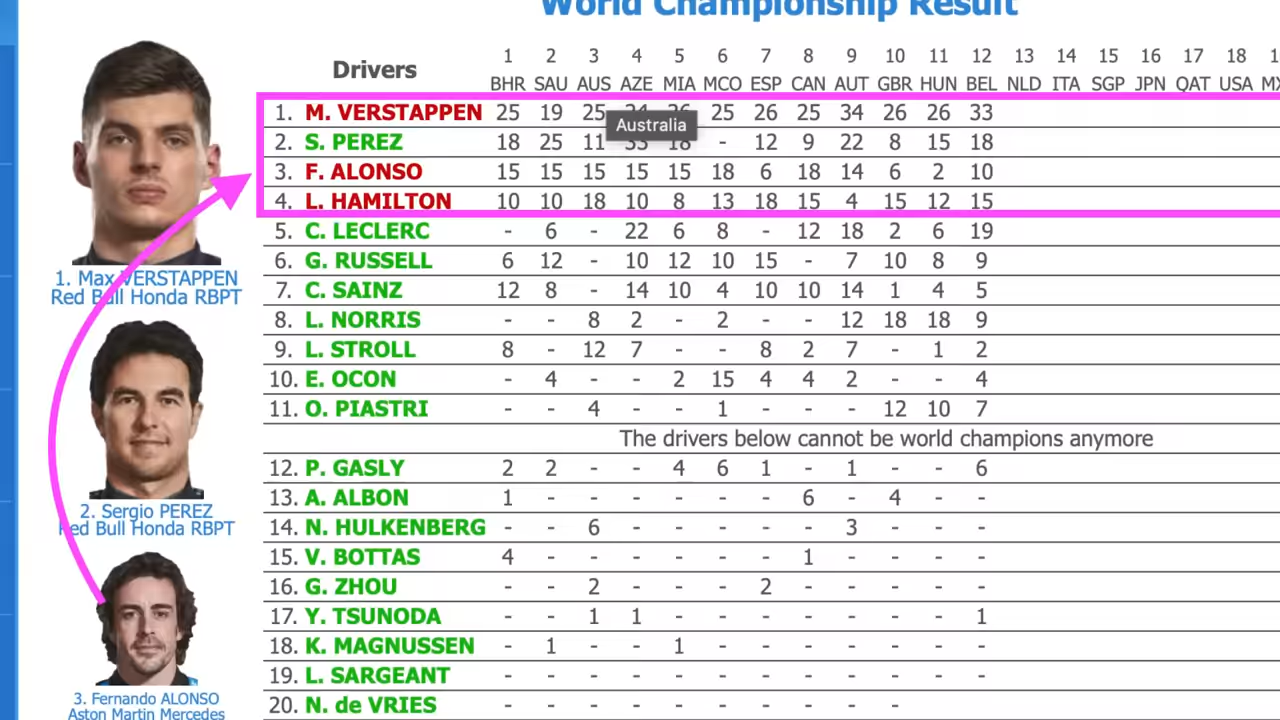 World Championship Result
1 2 3 4 5 6 7 8 9 10 11 12 13 14 15 16 17 18
Drivers BHR SAU AUS AZE MIA MCO ESP CAN AUT GBR HUN BEL NLD ITA SGP JPN QAT USA
1. M. VERSTAPPEN 25 19 25 25 26 25 34 26 26 33
Australia
2. S. PEREZ 18 25 11 - 12 9 22 8 15 18
3. F. ALONSO 15 15 15 15 15 18 6 18 14 6 2 10
4. L. HAMILTON 10 10 18 10 8 13 18 15 4 15 12 15
5. C. LECLERC - 6 - 22 6 8 - 12 18 2 6 19
6. G. RUSSELL 6 12 - 10 12 10 15 - 7 10 8 9
7. C. SAINZ 12 8 - 14 10 4 10 10 14 1 4 5
8. L. NORRIS - - 8 2 - 2 - - 12 18 18 9
9. L. STROLL 8 - 12 7 - - 8 2 7 - 1 2
10. E. OCON - 4 - - 2 15 4 4 2 - - 4
11. O. PIASTRI - - 4 - - 1 - - - 12 10 7
The drivers below cannot be world champions anymore
12. P. GASLY 2 2 - - 4 6 1 - 1 - - 6
13. A. ALBON 1 - - - - - - 6 - 4 - -
14. N. HULKENBERG - - 6 - - - - - 3 - - -
15. V. BOTTAS 4 - - - - - - 1 - - - -
16. G. ZHOU - - 2 - - - 2 - - - - -
17. Y. TSUNODA - - 1 1 - - - - - - - 1
18. K. MAGNUSSEN - 1 - - 1 - - - - - - -
19. L. SARGEANT - - - - - - - - - - - -
20. N. de VRIES - - - - - - - - - -
1. Max VERSTAPPEN
Red Bull Honda RBPT
2. Sergio PEREZ
Red Bull Honda RBPT
3. Fernando ALONSO
Aston Martin Mercedes